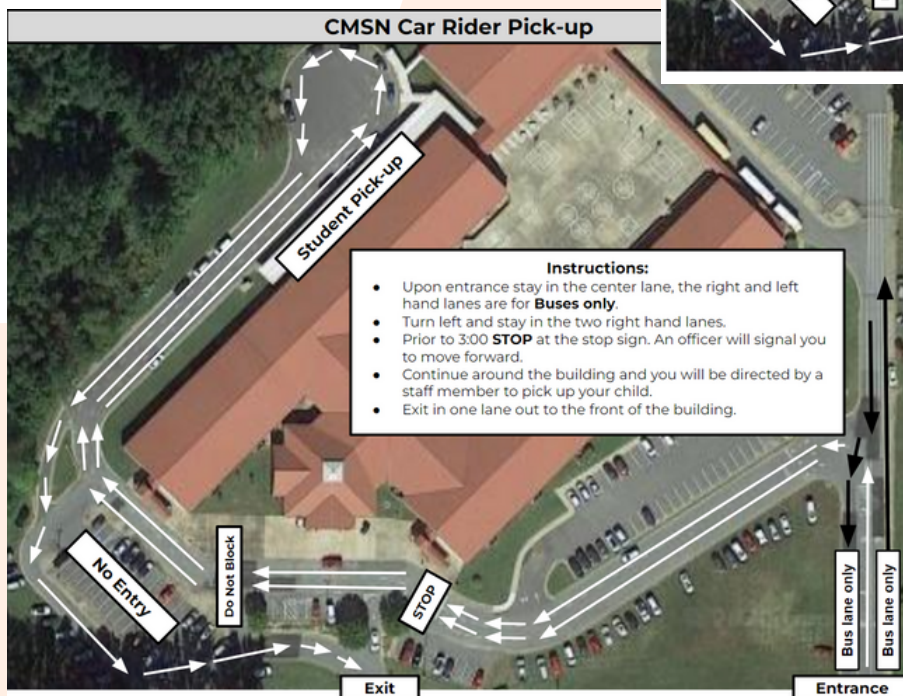 CMSN Car Rider Pick-up
Student Pick-up
Instructions:
● Upon entrance stay in the center lane, the right and left
hand lanes are for Buses only.
● Turn left and stay in the two right hand lanes.
● Prior to 3:00 STOP at the stop sign. An officer will signal you
to move forward.
● Continue around the building and you will be directed by a
staff member to pick up your child.
● Exit in one lane out to the front of the building.
No Entry
Do Not Block
STOP
Bus lane only
Bus lane only
Exit
Entrance